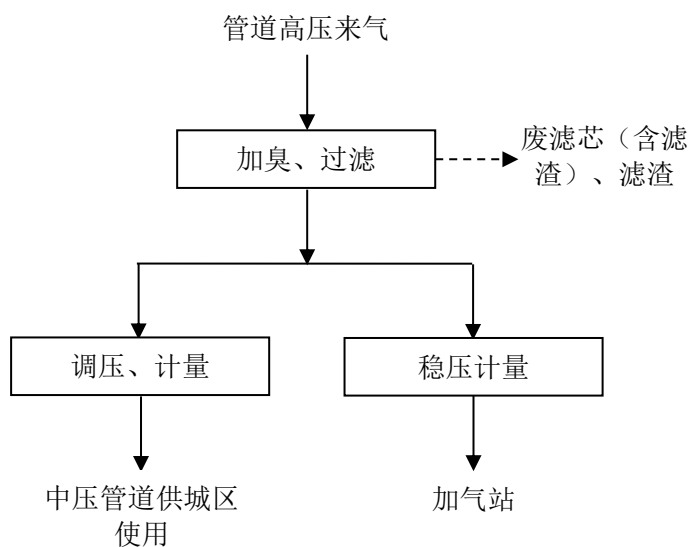 管道高压来气
加臭、过滤
废滤芯（含滤
渣）、滤渣
调压、计量
稳压计量
中压管道供城区
使用
加气站